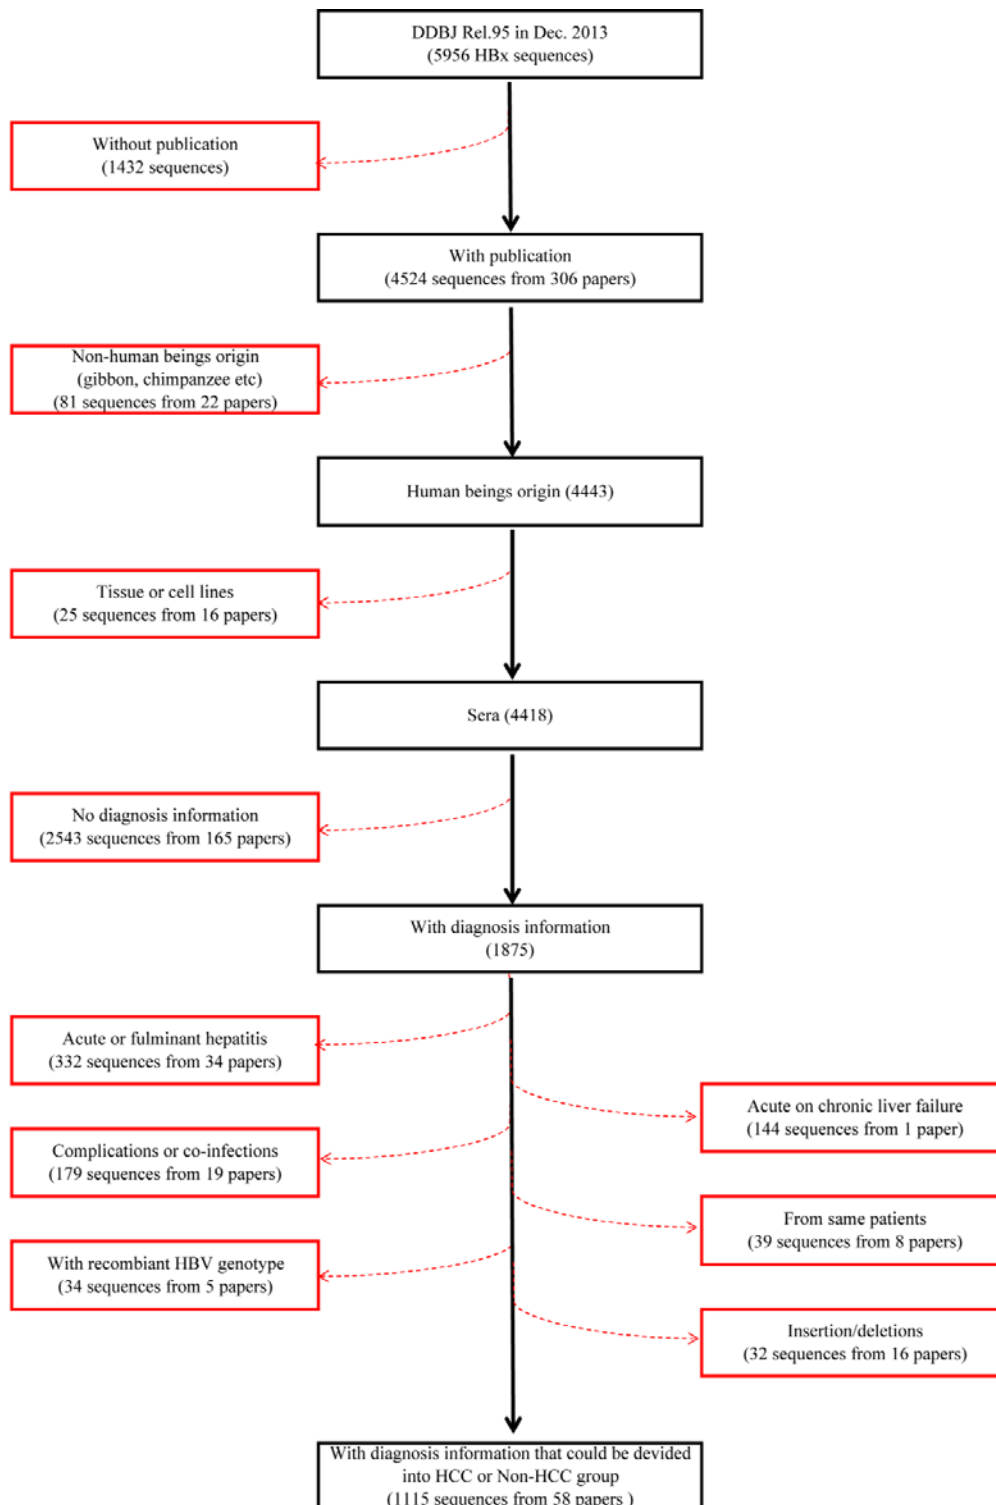 DDBJ Rel.95 in Dec. 2013
(5956 HBx sequences)
Without publication
(1432 sequences)
With publication
(4524 sequences from 306 papers)
Non-human beings origin
(gibbon, chimpanzee etc)
(81 sequences from 22 papers)
Human beings origin (4443)
Tissue or cell lines
(25 sequences from 16 papers)
Sera (4418)
No diagnosis information
(2543 sequences from 165 papers)
With diagnosis information
(1875)
Acute or fulminant hepatitis
(332 sequences from 34 papers)
Acute on chronic liver failure
(144 sequences from 1 paper)
Complications or co-infections
(179 sequences from 19 papers)
From same patients
(39 sequences from 8 papers)
With recombiant HBV genotype
(34 sequences from 5 papers)
Insertion/deletions
(32 sequences from 16 papers)
With diagnosis information that could be devided
into HCC or Non-HCC group
(1115 sequences from 58 papers )